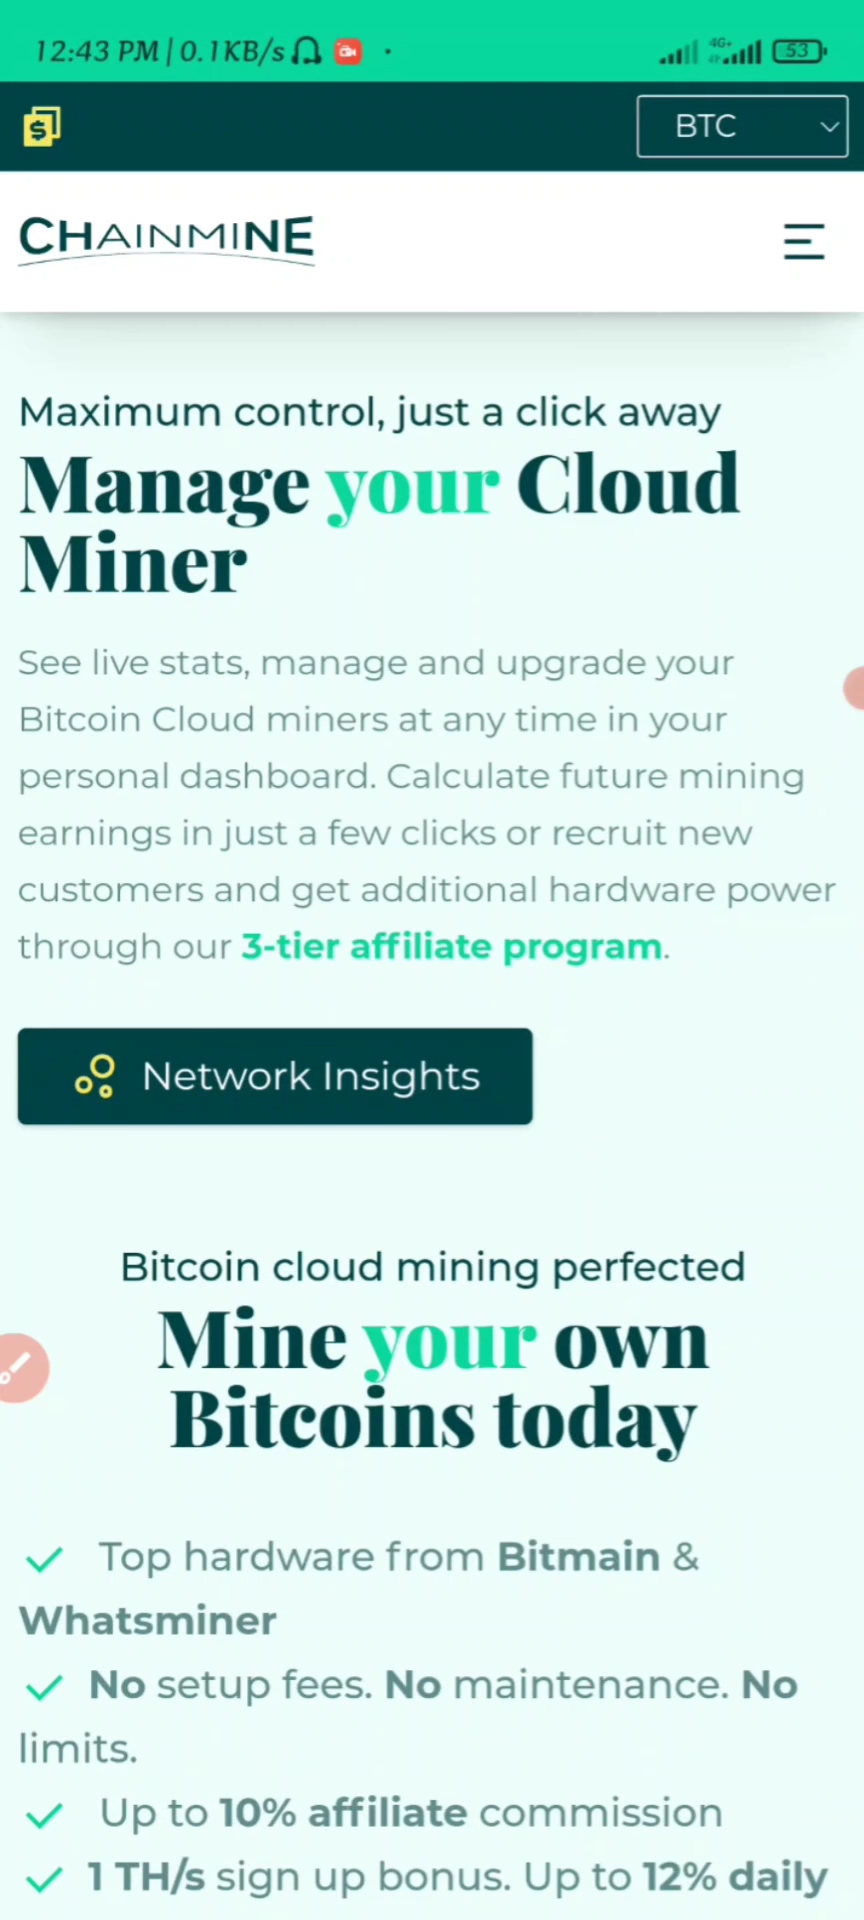 12:43 PM | 0.1KB/s
4G+
53
BTC
CHAINMINE
Maximum control, just a click away
Manage your Cloud
Miner
See live stats, manage and upgrade your
Bitcoin Cloud miners at any time in your
personal dashboard. Calculate future mining
earnings in just a few clicks or recruit new
customers and get additional hardware power
through our 3-tier affiliate program.
Network Insights
Bitcoin cloud mining perfected
Mine your own
Bitcoins today
Top hardware from Bitmain &
Whatsminer
No setup fees. No maintenance. No
limits.
Up to 10% affiliate commission
1 TH/s sign up bonus. Up to 12% daily